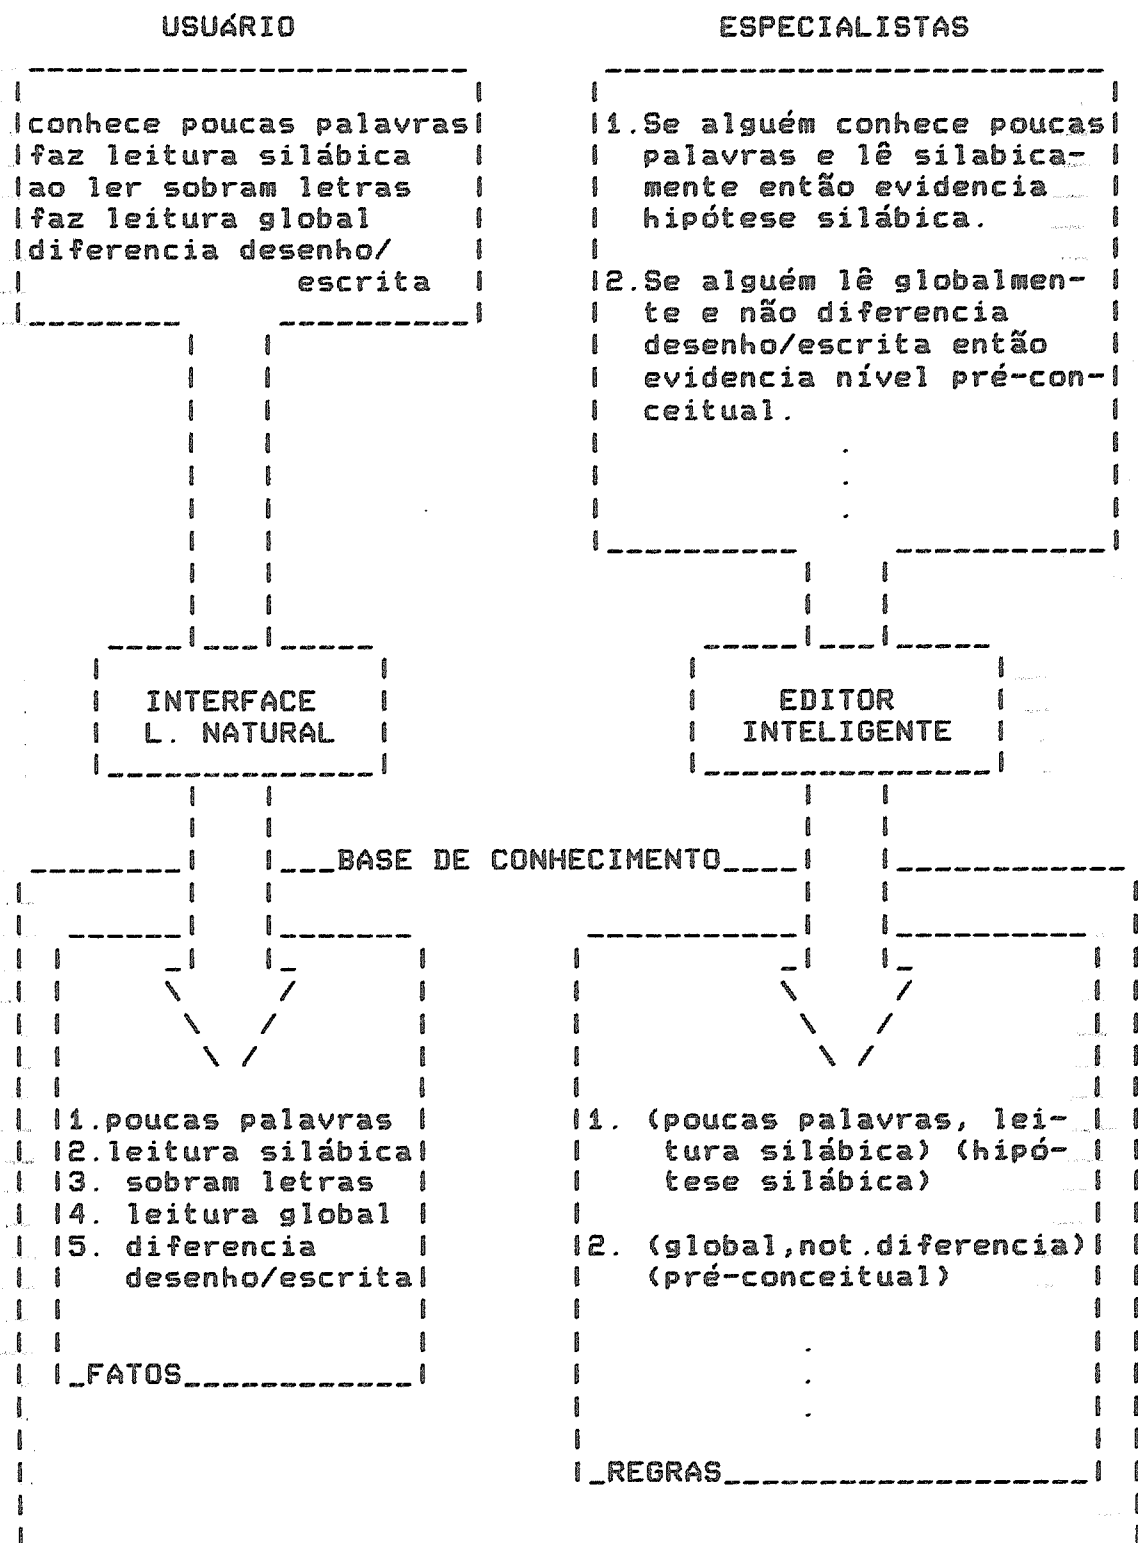 USUÁRIO
conhece poucas palavras
faz leitura silábica
ao ler sobram letras
faz leitura global
diferencia desenho/
escrita
ESPECIALISTAS
1.Se alguém conhece poucas
palavras e lê silabica-
mente então evidencia
hipótese silábica.
2.Se alguém lê globalmen-
te e não diferencia
desenho/escrita então
evidencia nível pré-con-
ceitual.
.
.
.
INTERFACE
L. NATURAL
EDITOR
INTELIGENTE
BASE DE CONHECIMENTO
1.poucas palavras
2.leitura silábica
3. sobram letras
4. leitura global
5. diferencia
desenho/escrita
FATOS
1. (poucas palavras, lei-
tura silábica) (hipó-
tese silábica)
2. (global,not.diferencia)
(pré-conceitual)
.
.
.
REGRAS